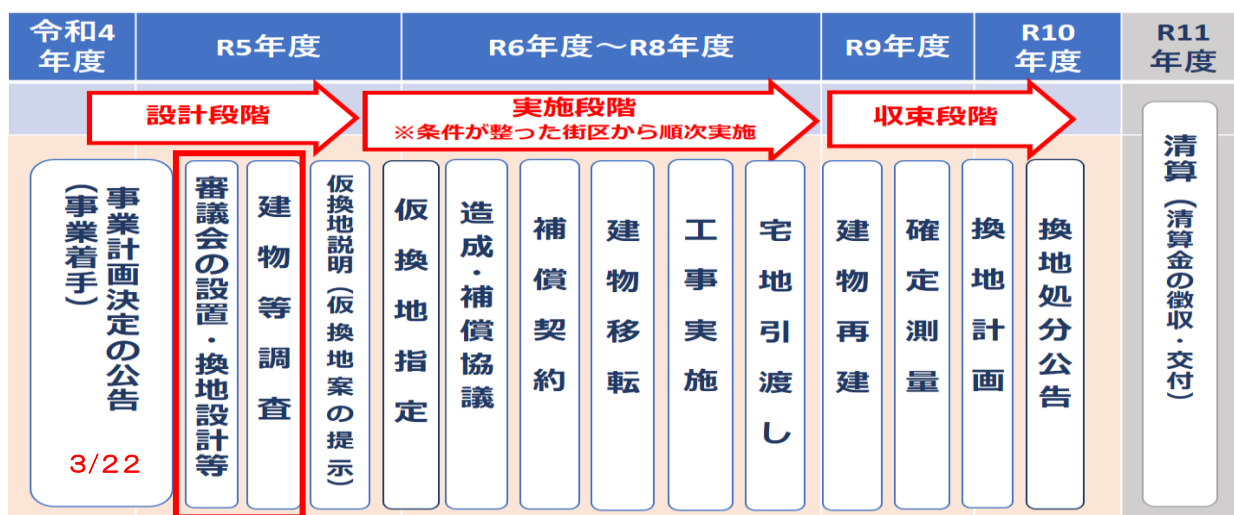 令和4
年度
R5年度
R6年度～R8年度
R9年度
R10
年度
R11
年度
設計段階
実施段階
※条件が整った街区から順次実施
収束段階
事業計画決定の公告
(事業着手)
3/22
審議会の設置・換地設計等
建物等調査
仮換地説明(仮換地案の提示)
仮換地指定
造成・補償協議
補償契約
建物移転
工事実施
宅地引渡し
建物再建
確定測量
換地計画
換地処分公告
清算(清算金の徴収・交付)